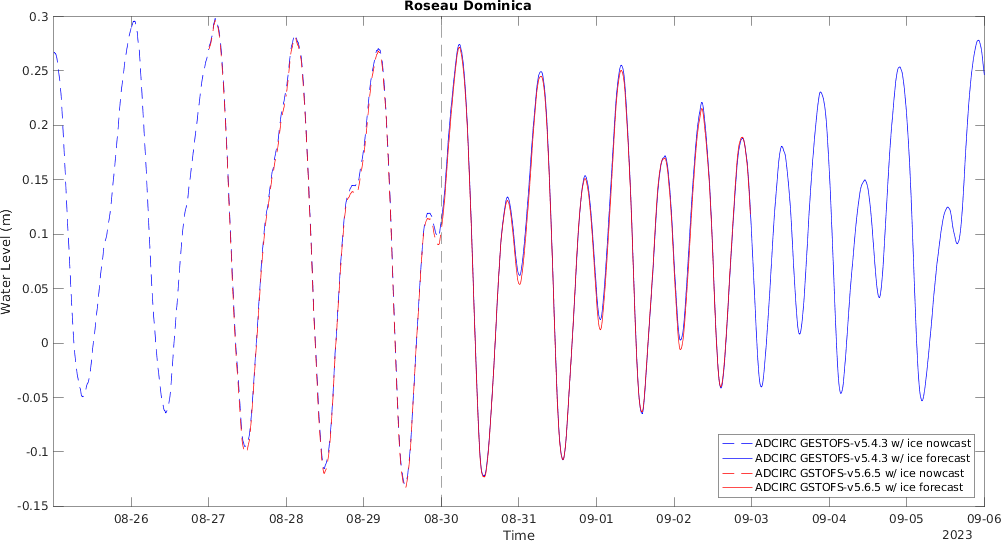 Roseau Dominica
0.3
0.25
0.2
0.15
0.1
0.05
0
-0.05
-0.1
-0.15
Water Level (m)
ADCIRC GESTOFS-v5.4.3 w/ ice nowcast
ADCIRC GESTOFS-v5.4.3 w/ ice forecast
ADCIRC GSTOFS-v5.6.5 w/ ice nowcast
ADCIRC GSTOFS-v5.6.5 w/ ice forecast
08-26 08-27 08-28 08-29 08-30 08-31 09-01 09-02 09-03 09-04 09-05 09-06
Time
2023